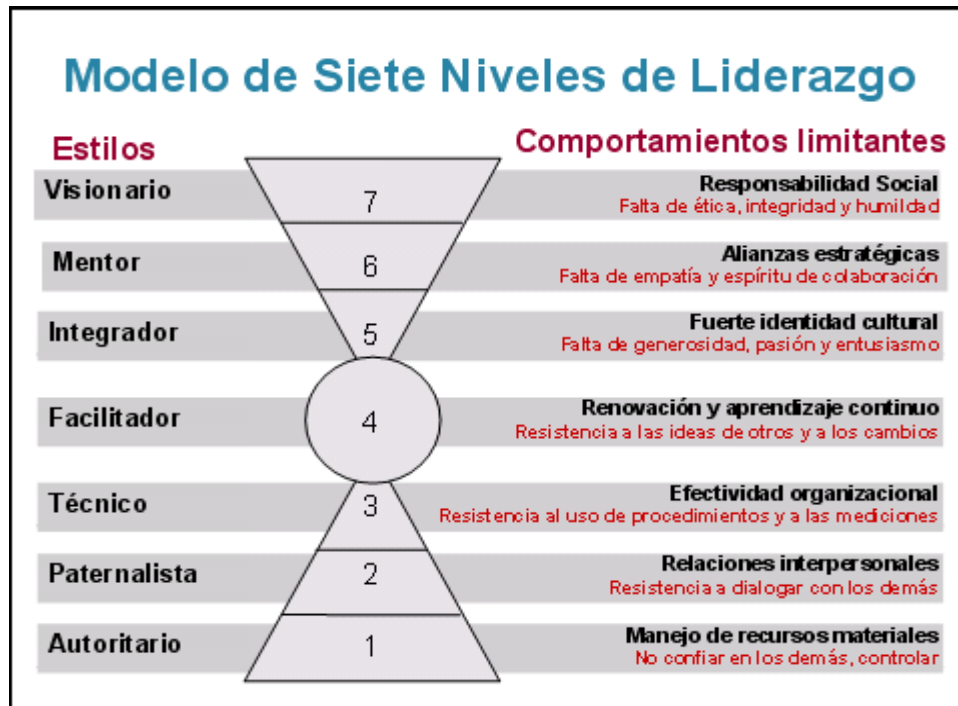 Modelo de Siete Niveles de Liderazgo
Estilos
Comportamientos limitantes
Visionario
7
Responsabilidad Social
Falta de ética, integridad y humildad
Mentor
6
Alianzas estratégicas
Falta de empatía y espíritu de colaboración
Integrador
5
Fuerte identidad cultural
Falta de generosidad, pasión y entusiasmo
Facilitador
4
Renovación y aprendizaje continuo
Resistencia a las ideas de otros y a los cambios
Técnico
3
Efectividad organizacional
Resistencia al uso de procedimientos y a las mediciones
Paternalista
2
Relaciones interpersonales
Resistencia a dialogar con los demás
Autoritario
1
Manejo de recursos materiales
No confiar en los demás, controlar